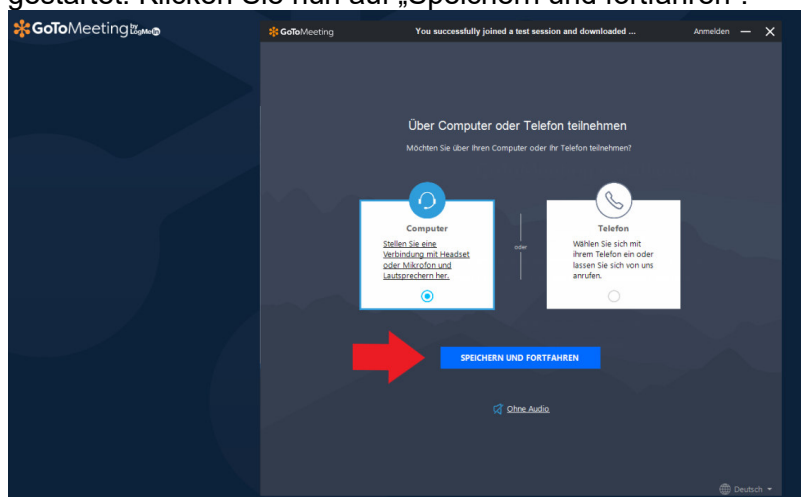 gestartet. Klicken Sie nun auf „Speichern und fortfahren“.
GoToMeeting by LogMeIn
GoToMeeting
You successfully joined a test session and downloaded ...
Anmelden
Über Computer oder Telefon teilnehmen
Möchten Sie über Ihren Computer oder Ihr Telefon teilnehmen?
Computer
Stellen Sie eine
Verbindung mit Headset
oder Mikrofon und
Lautsprechern her.
oder
Telefon
Wählen Sie sich mit
ihrem Telefon ein oder
lassen Sie sich von uns
anrufen.
SPEICHERN UND FORTFAHREN
Ohne Audio
Deutsch